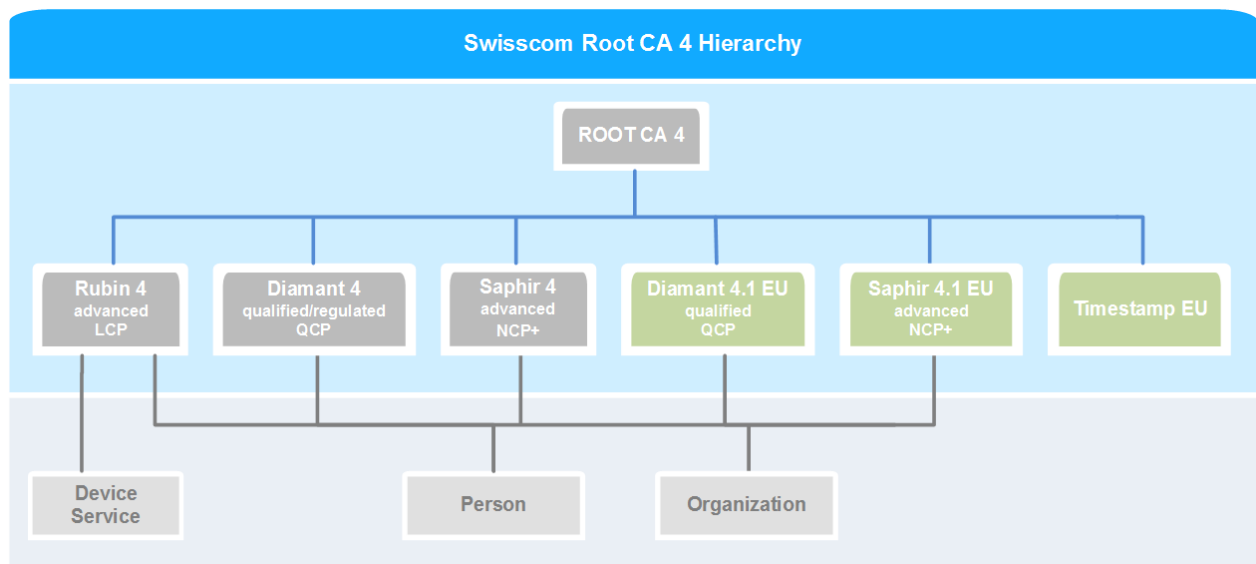 Swisscom Root CA 4 Hierarchy
ROOT CA 4
Rubin 4
advanced
LCP
Diamant 4
qualified/regulated
QCP
Saphir 4
advanced
NCP+
Diamant 4.1 EU
qualified
QCP
Saphir 4.1 EU
advanced
NCP+
Timestamp EU
Device
Service
Person
Organization